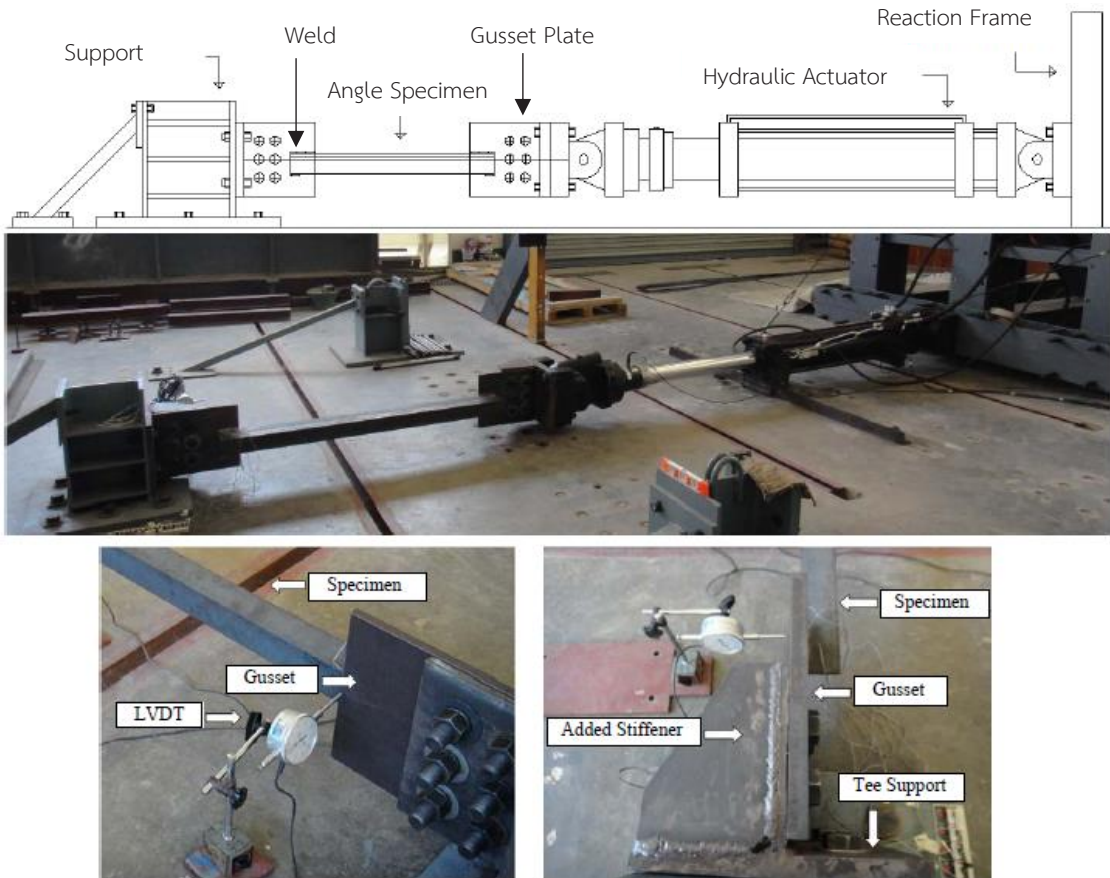 Reaction Frame
Weld
Gusset Plate
Support
Hydraulic Actuator
Angle Specimen
Specimen
Gusset
LVDT
Specimen
Gusset
Added Stiffener
Tee Support